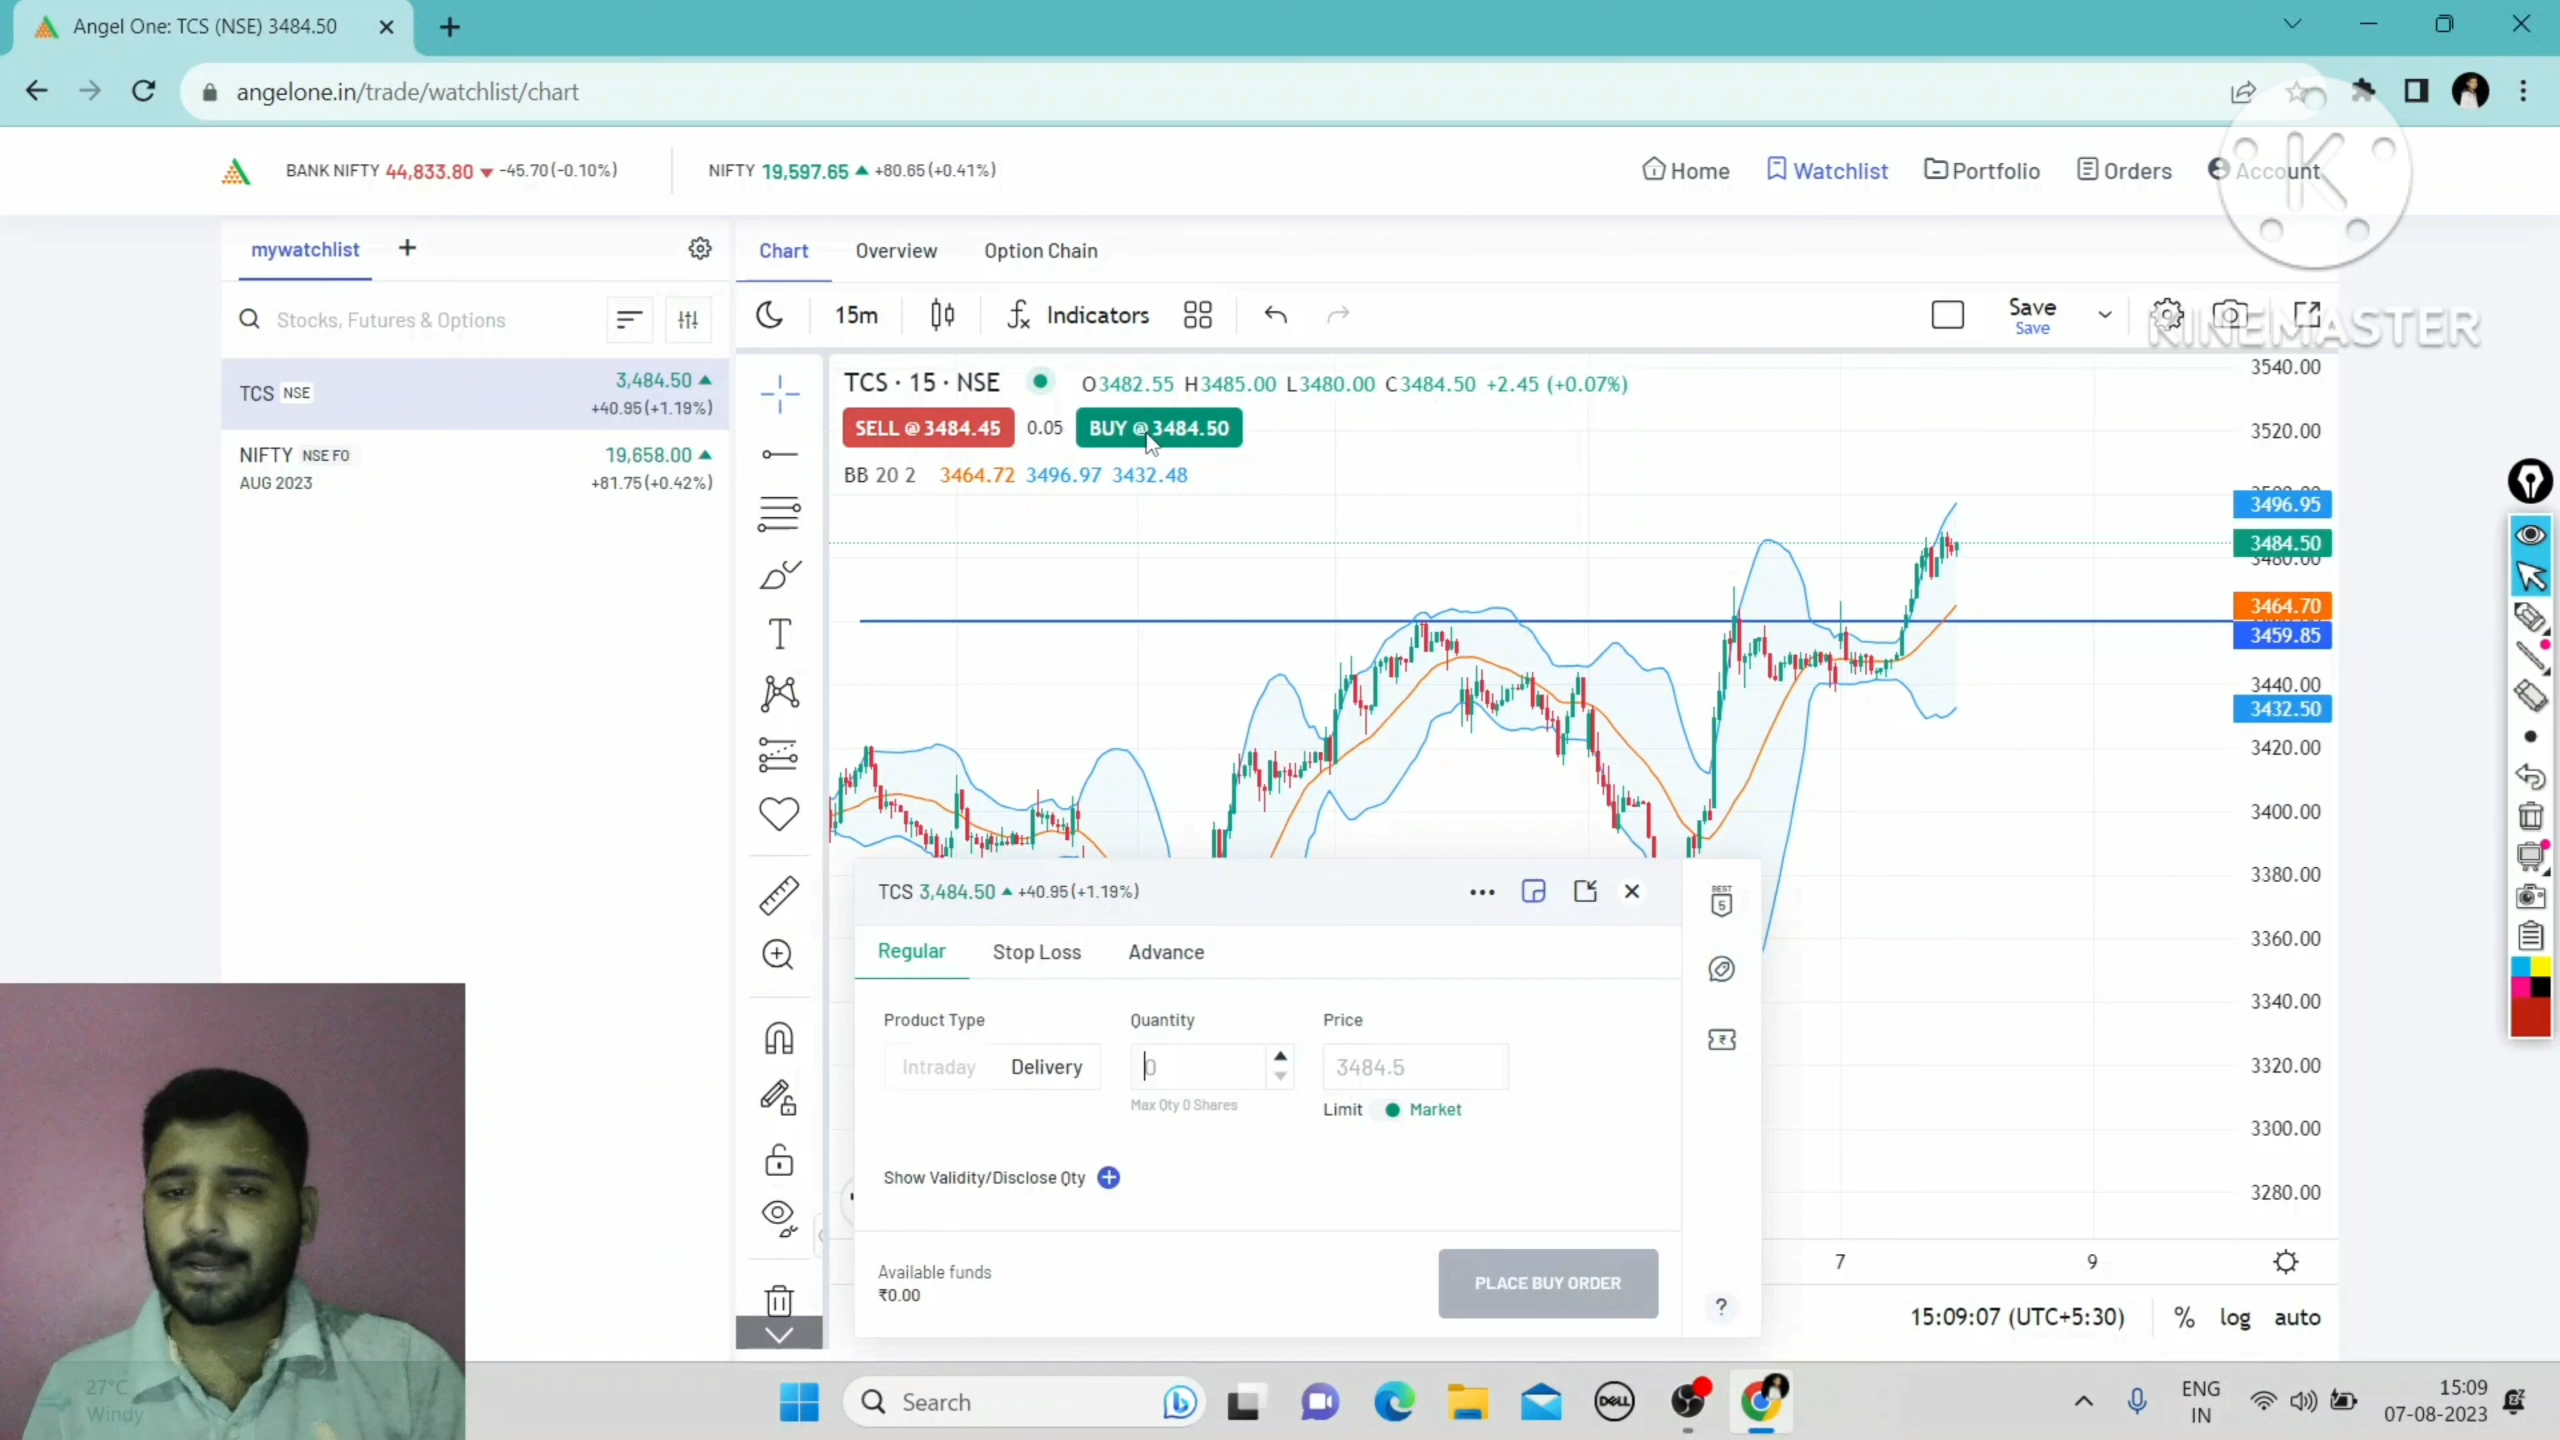 Angel One: TCS (NSE) 3484.50
angelone.in/trade/watchlist/chart
BANK NIFTY 44,833.80 ▼ -45.70(-0.10%)
NIFTY 19,597.65 ▲ +80.65(+0.41%)
Home Watchlist Portfolio Orders Account
K
KINEMASTER
mywatchlist +
Chart Overview Option Chain
Stocks, Futures & Options
15m Indicators Save
Save
TCS NSE 3,484.50 ▲
+40.95(+1.19%)
NIFTY NSE FO 19,658.00 ▲
AUG 2023 +81.75(+0.42%)
TCS · 15 · NSE O3482.55 H3485.00 L3480.00 C3484.50 +2.45 (+0.07%)
SELL @ 3484.45 0.05 BUY @ 3484.50
BB 20 2 3464.72 3496.97 3432.48
3540.00
3520.00
3496.95
3484.50
3480.00
3464.70
3459.85
3440.00
3432.50
3420.00
3400.00
3380.00
3360.00
3340.00
3320.00
3300.00
3280.00
TCS 3,484.50 ▲ +40.95(+1.19%)
BEST
5
Regular Stop Loss Advance
Product Type Quantity Price
Intraday Delivery 0 3484.5
Max Qty 0 Shares
Limit Market
Show Validity/Disclose Qty
Available funds
₹0.00
PLACE BUY ORDER
?
7 9
15:09:07 (UTC+5:30) % log auto
27°C
Windy
Search
DELL
ENG
IN
15:09
07-08-2023